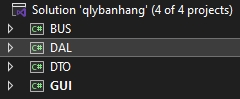 Solution 'qlybanhang' (4 of 4 projects)
C# BUS
C# DAL
C# DTO
C# GUI